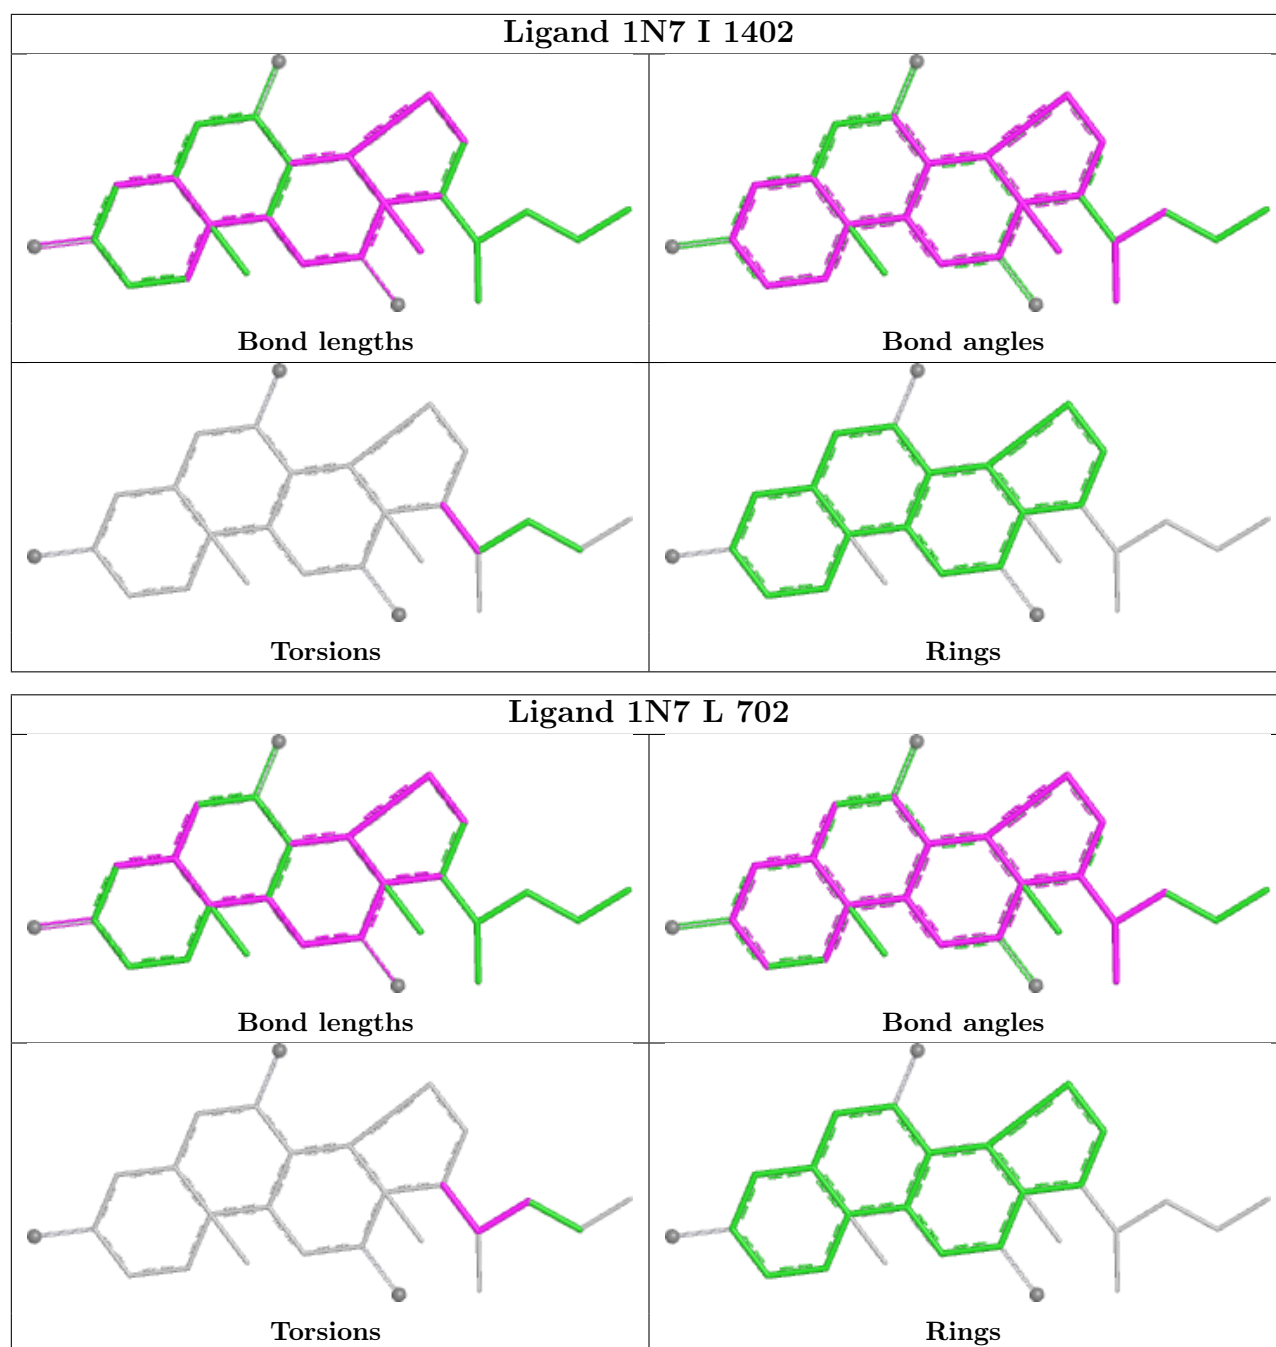 Ligand 1N7 I 1402
Bond lengths
Bond angles
Torsions
Rings
Ligand 1N7 L 702
Bond lengths
Bond angles
Torsions
Rings